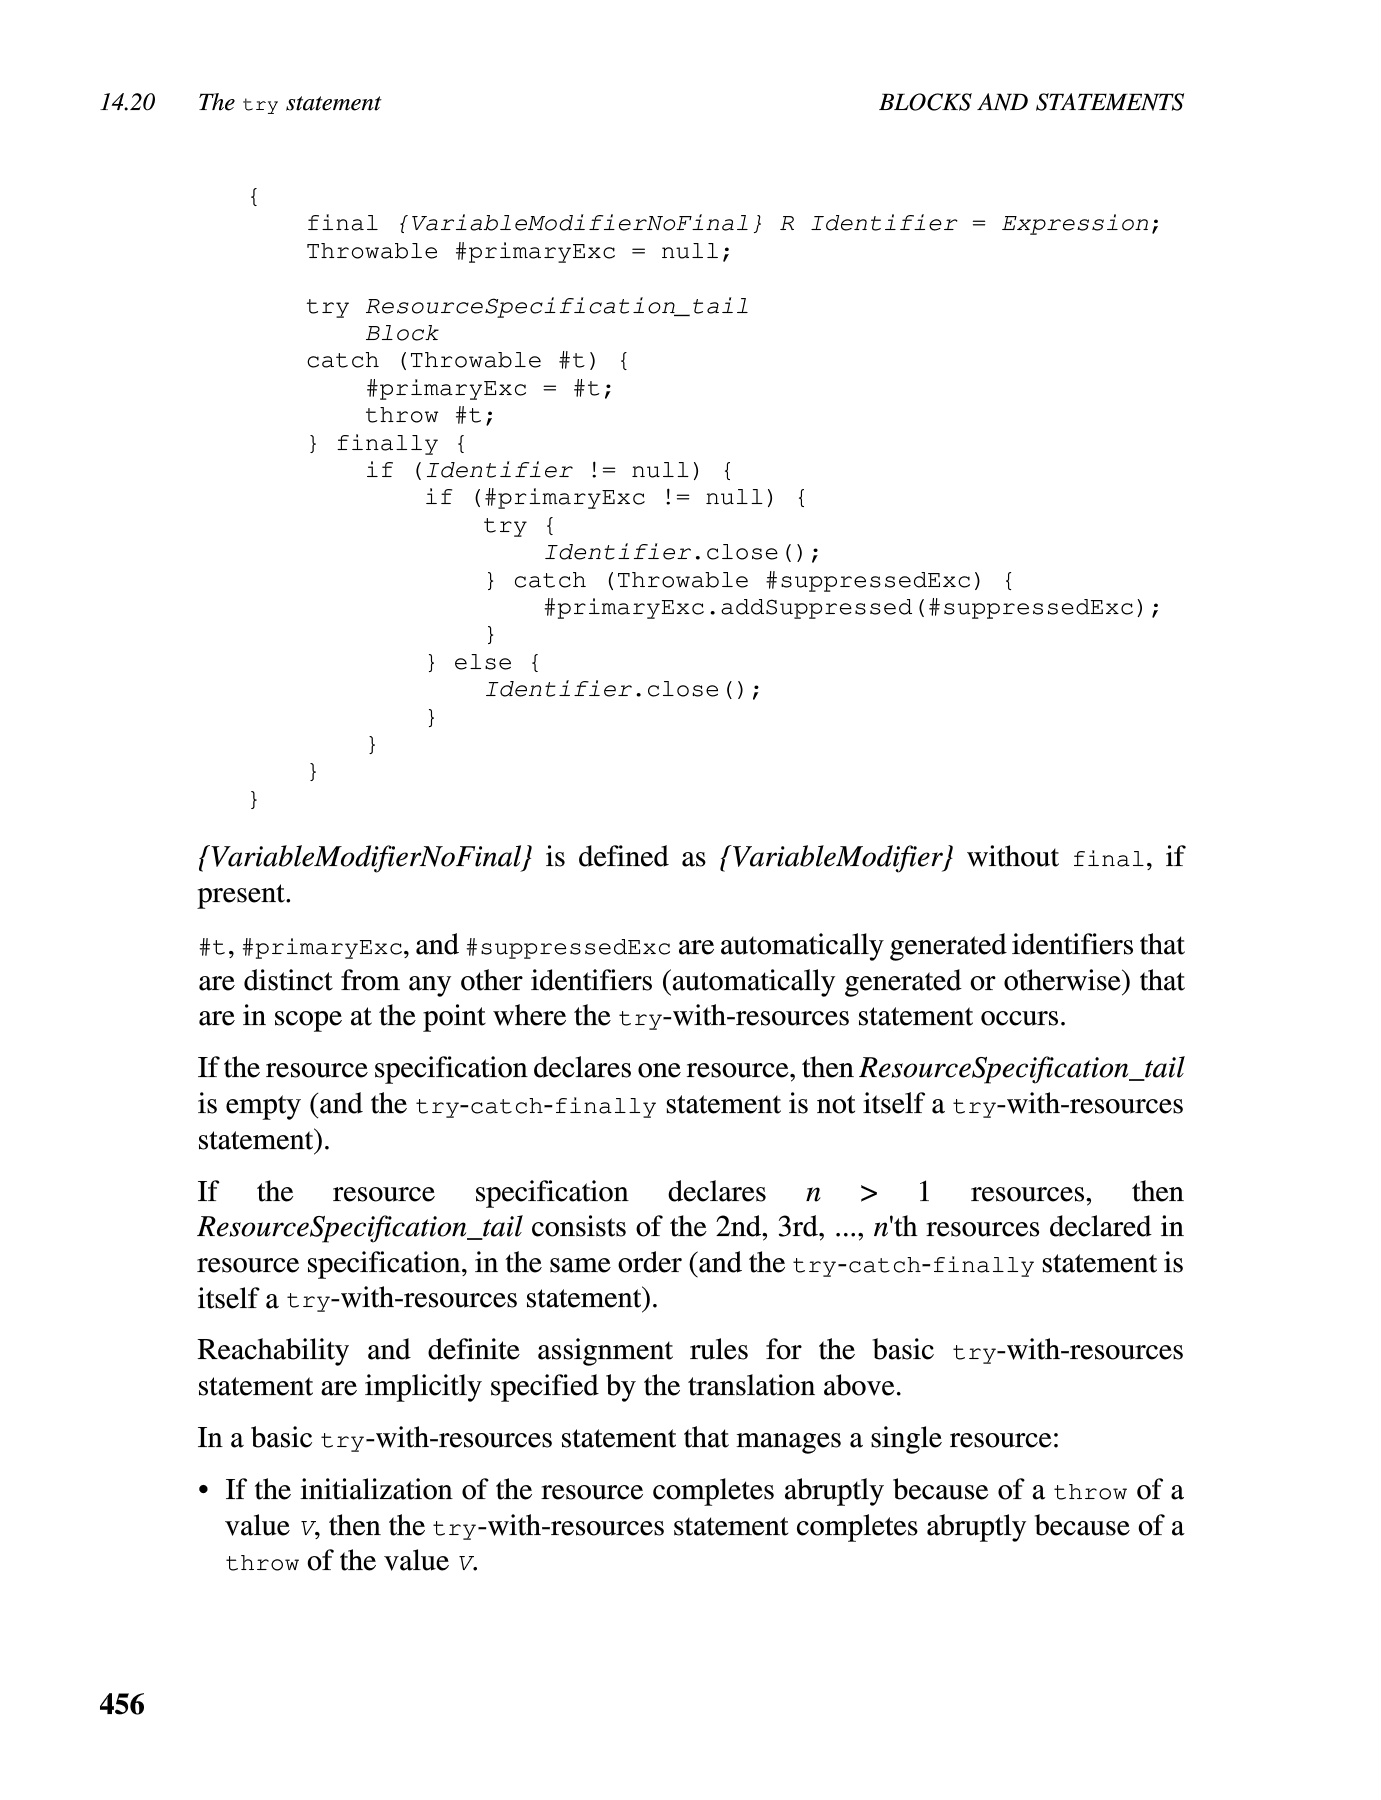 14.20 The try statement BLOCKS AND STATEMENTS
{
    final {VariableModifierNoFinal} R Identifier = Expression;
    Throwable #primaryExc = null;
    try ResourceSpecification_tail
        Block
    catch (Throwable #t) {
        #primaryExc = #t;
        throw #t;
    } finally {
        if (Identifier != null) {
            if (#primaryExc != null) {
                try {
                    Identifier.close();
                } catch (Throwable #suppressedExc) {
                    #primaryExc.addSuppressed(#suppressedExc);
                }
            } else {
                Identifier.close();
            }
        }
    }
}
{VariableModifierNoFinal} is defined as {VariableModifier} without final, if
present.
#t, #primaryExc, and #suppressedExc are automatically generated identifiers that
are distinct from any other identifiers (automatically generated or otherwise) that
are in scope at the point where the try-with-resources statement occurs.
If the resource specification declares one resource, then ResourceSpecification_tail
is empty (and the try-catch-finally statement is not itself a try-with-resources
statement).
If the resource specification declares n > 1 resources, then
ResourceSpecification_tail consists of the 2nd, 3rd, ..., n'th resources declared in
resource specification, in the same order (and the try-catch-finally statement is
itself a try-with-resources statement).
Reachability and definite assignment rules for the basic try-with-resources
statement are implicitly specified by the translation above.
In a basic try-with-resources statement that manages a single resource:
• If the initialization of the resource completes abruptly because of a throw of a
value V, then the try-with-resources statement completes abruptly because of a
throw of the value V.
456